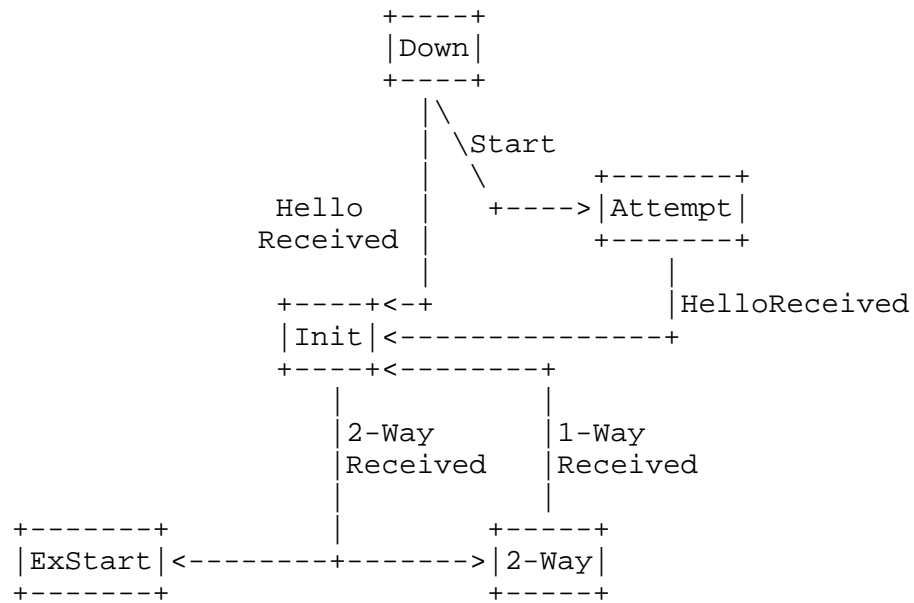 Down
Start
Hello
Attempt
Received
HelloReceived
Init
2-Way
1-Way
Received
Received
ExStart
2-Way